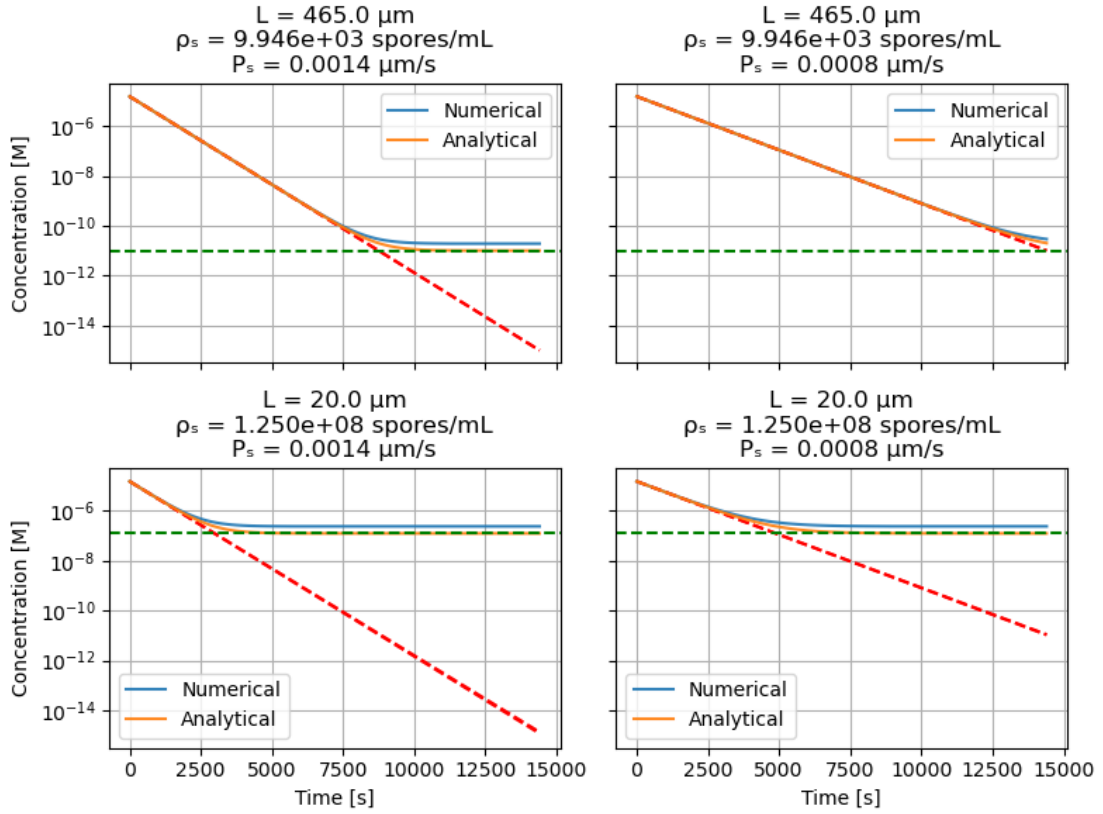 L = 465.0 μm
ρₛ = 9.946e+03 spores/mL
Pₛ = 0.0014 μm/s
L = 465.0 μm
ρₛ = 9.946e+03 spores/mL
Pₛ = 0.0008 μm/s
Concentration [M]
10⁻⁶
10⁻⁸
10⁻¹⁰
10⁻¹²
10⁻¹⁴
Numerical
Analytical
Numerical
Analytical
L = 20.0 μm
ρₛ = 1.250e+08 spores/mL
Pₛ = 0.0014 μm/s
L = 20.0 μm
ρₛ = 1.250e+08 spores/mL
Pₛ = 0.0008 μm/s
Concentration [M]
10⁻⁶
10⁻⁸
10⁻¹⁰
10⁻¹²
10⁻¹⁴
Numerical
Analytical
Numerical
Analytical
0 2500 5000 7500 10000 12500 15000
0 2500 5000 7500 10000 12500 15000
Time [s]
Time [s]